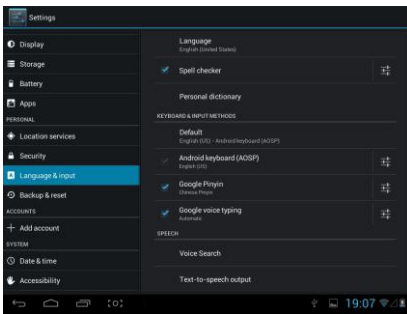 Settings
Display
Storage
Battery
Apps
PERSONAL
Location services
Security
Language & input
Backup & reset
ACCOUNTS
Add account
SYSTEM
Date & time
Accessibility
Language
English (United States)
Spell checker
Personal dictionary
KEYBOARD & INPUT METHODS
Default
English (US) - Android keyboard (AOSP)
Android keyboard (AOSP)
English (US)
Google Pinyin
Chinese Pinyin
Google voice typing
Automatic
SPEECH
Voice Search
Text-to-speech output
19:07